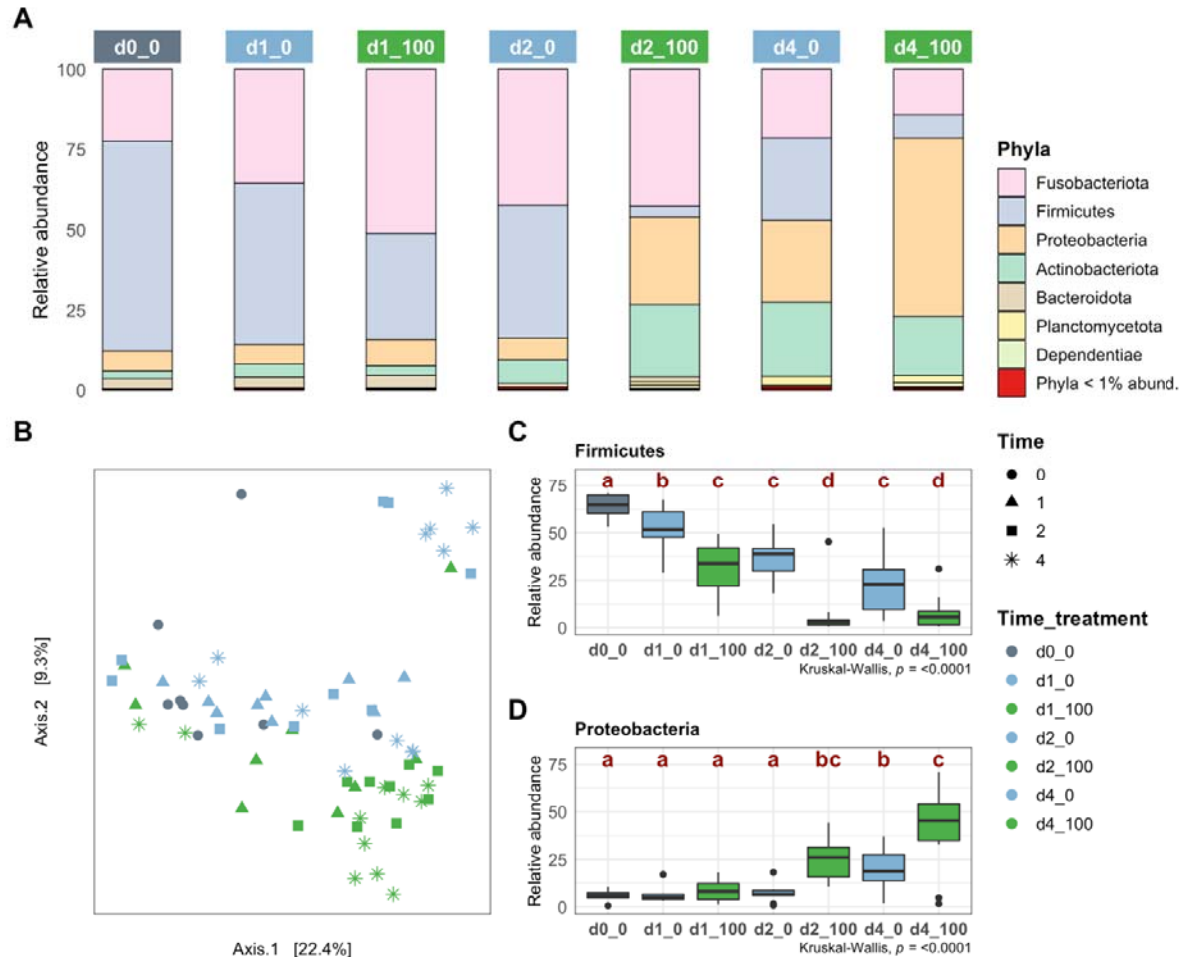 A
d0_0 d1_0 d1_100 d2_0 d2_100 d4_0 d4_100
100
75
50
25
0
Relative abundance
Phyla
Fusobacteriota
Firmicutes
Proteobacteria
Actinobacteriota
Bacteroidota
Planctomycetota
Dependentiae
Phyla < 1% abund.
B
Axis.2 [9.3%]
Axis.1 [22.4%]
C
Firmicutes
a b c c d c d
75
50
25
0
Relative abundance
d0_0 d1_0 d1_100 d2_0 d2_100 d4_0 d4_100
Kruskal-Wallis, p = <0.0001
D
Proteobacteria
a a a a bc b c
75
50
25
0
Relative abundance
d0_0 d1_0 d1_100 d2_0 d2_100 d4_0 d4_100
Kruskal-Wallis, p = <0.0001
Time
0
1
2
4
Time_treatment
d0_0
d1_0
d1_100
d2_0
d2_100
d4_0
d4_100